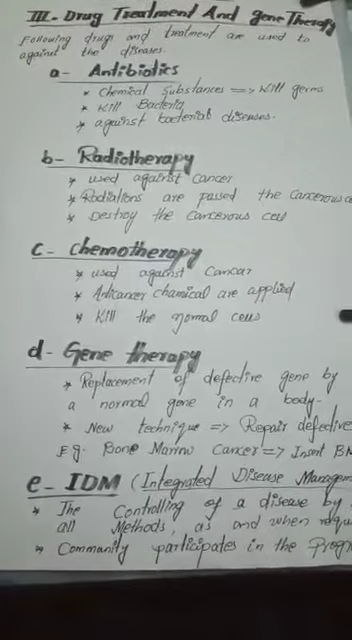 III- Drug Treatment And gene Therapy
Following drugs and treatment are used to
against the diseases.
a- Antibiotics
* Chemical Substances => Kill germs
* Kill Bacteria
* against bacterial diseases.
b- Radiotherapy
* used against cancer
* Radiations are passed the Cancerous
* Destroy the Cancerous cell
C- Chemotherapy
* used against Cancar
* Anticancer chamical are applied
* Kill the normal cells
d- Gene therapy
* Replacement of defective gene by
a normal gene in a body-
* New technique => Repair defective
Eg. Bone Marrow Cancer => Insert
e- IDM (Integrated Disease
* The Controlling of a disease by
all Methods, as and when
* Community participates in the